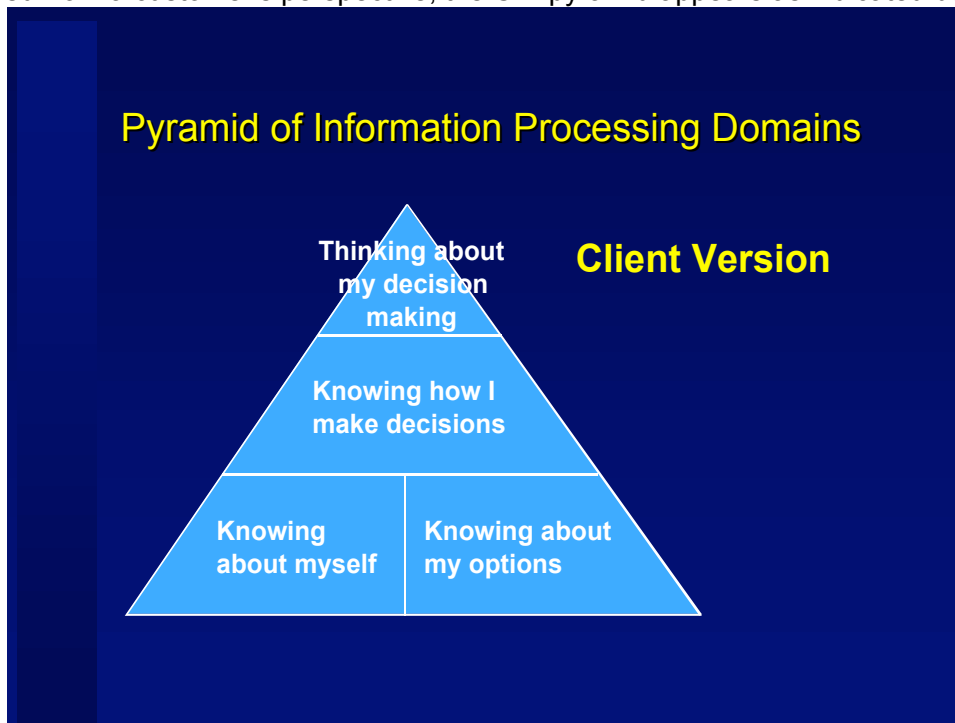 Pyramid of Information Processing Domains
Client Version
Thinking about
my decision
making
Knowing how I
make decisions
Knowing
about myself
Knowing about
my options